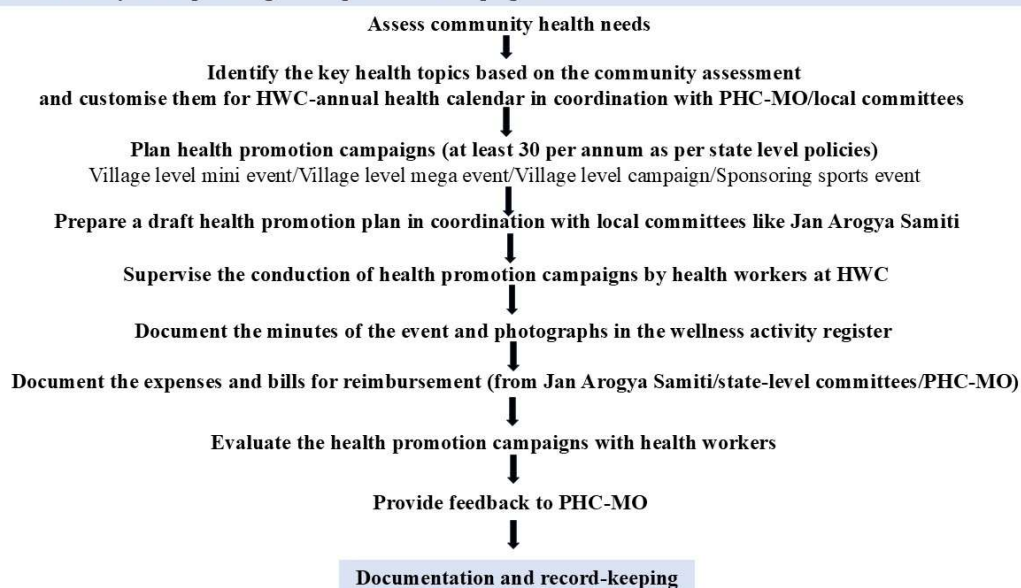 Assess community health needs
Identify the key health topics based on the community assessment
and customise them for HWC-annual health calendar in coordination with PHC-MO/local committees
Plan health promotion campaigns (at least 30 per annum as per state level policies)
Village level mini event/Village level mega event/Village level campaign/Sponsoring sports event
Prepare a draft health promotion plan in coordination with local committees like Jan Arogya Samiti
Supervise the conduction of health promotion campaigns by health workers at HWC
Document the minutes of the event and photographs in the wellness activity register
Document the expenses and bills for reimbursement (from Jan Arogya Samiti/state-level committees/PHC-MO)
Evaluate the health promotion campaigns with health workers
Provide feedback to PHC-MO
Documentation and record-keeping